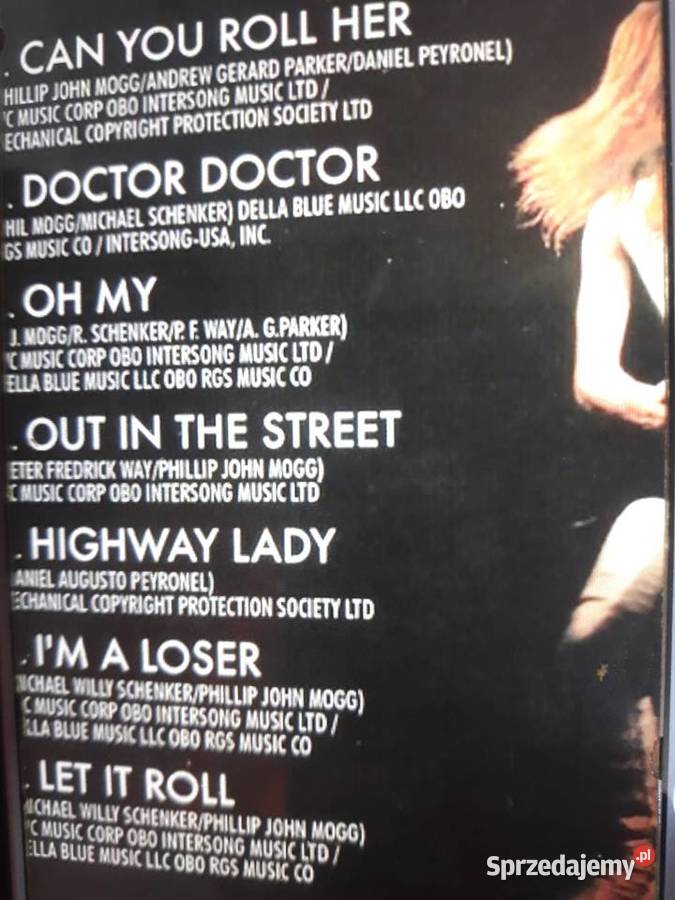 . CAN YOU ROLL HER
HILLIP JOHN MOGG/ANDREW GERARD PARKER/DANIEL PEYRONEL)
C MUSIC CORP OBO INTERSONG MUSIC LTD /
ECHANICAL COPYRIGHT PROTECTION SOCIETY LTD
. DOCTOR DOCTOR
HIL MOGG/MICHAEL SCHENKER) DELLA BLUE MUSIC LLC OBO
GS MUSIC CO / INTERSONG-USA, INC.
. OH MY
J. MOGG/R. SCHENKER/P. F. WAY/A. G.PARKER)
C MUSIC CORP OBO INTERSONG MUSIC LTD /
ELLA BLUE MUSIC LLC OBO RGS MUSIC CO
. OUT IN THE STREET
ETER FREDRICK WAY/PHILLIP JOHN MOGG)
C MUSIC CORP OBO INTERSONG MUSIC LTD
. HIGHWAY LADY
ANIEL AUGUSTO PEYRONEL)
ECHANICAL COPYRIGHT PROTECTION SOCIETY LTD
. I'M A LOSER
ICHAEL WILLY SCHENKER/PHILLIP JOHN MOGG)
C MUSIC CORP OBO INTERSONG MUSIC LTD /
ELLA BLUE MUSIC LLC OBO RGS MUSIC CO
. LET IT ROLL
ICHAEL WILLY SCHENKER/PHILLIP JOHN MOGG)
C MUSIC CORP OBO INTERSONG MUSIC LTD /
ELLA BLUE MUSIC LLC OBO RGS MUSIC CO
Sprzedajemy.pl